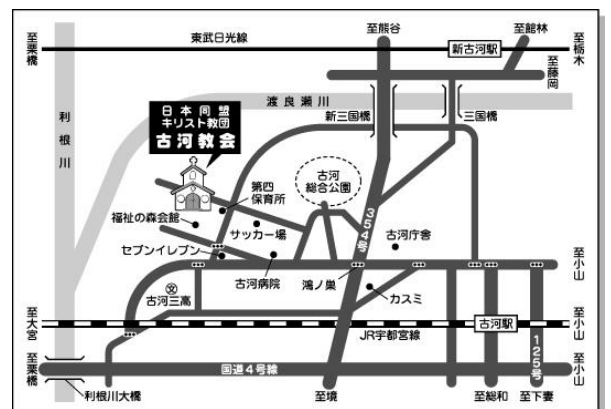 至熊谷
至館林
東武日光線
新古河駅
至栗橋
至栃木
至藤岡
渡良瀬川
新三国橋
三国橋
利根川
日本同盟
キリスト教団
古河教会
古河
総合公園
第四
保育所
福祉の森会館
サッカー場
354号
古河庁舎
セブンイレブン
古河病院
鴻ノ巣
カスミ
至小山
文
古河三高
至大宮
JR宇都宮線
古河駅
至小山
至栗橋
国道4号線
125号
至小山
利根川大橋
至境
至総和
至下妻